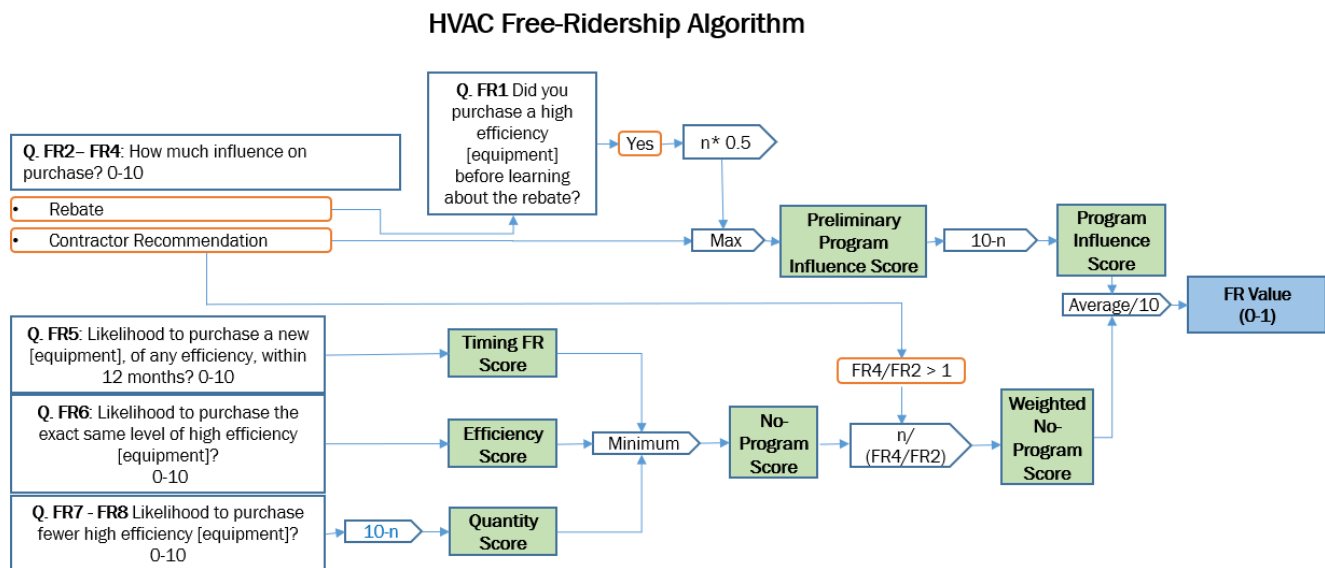 HVAC Free-Ridership Algorithm
Q. FR1 Did you
purchase a high
efficiency
[equipment]
before learning
about the rebate?
Yes
n* 0.5
Q. FR2– FR4: How much influence on
purchase? 0-10
• Rebate
• Contractor Recommendation
Max
Preliminary
Program
Influence Score
10-n
Program
Influence
Score
Average/10
FR Value
(0-1)
Q. FR5: Likelihood to purchase a new
[equipment], of any efficiency, within
12 months? 0-10
Timing FR
Score
FR4/FR2 > 1
Q. FR6: Likelihood to purchase the
exact same level of high efficiency
[equipment]?
0-10
Efficiency
Score
Minimum
No-
Program
Score
n/
(FR4/FR2)
Weighted
No-
Program
Score
Q. FR7 - FR8 Likelihood to purchase
fewer high efficiency [equipment]?
0-10
10-n
Quantity
Score